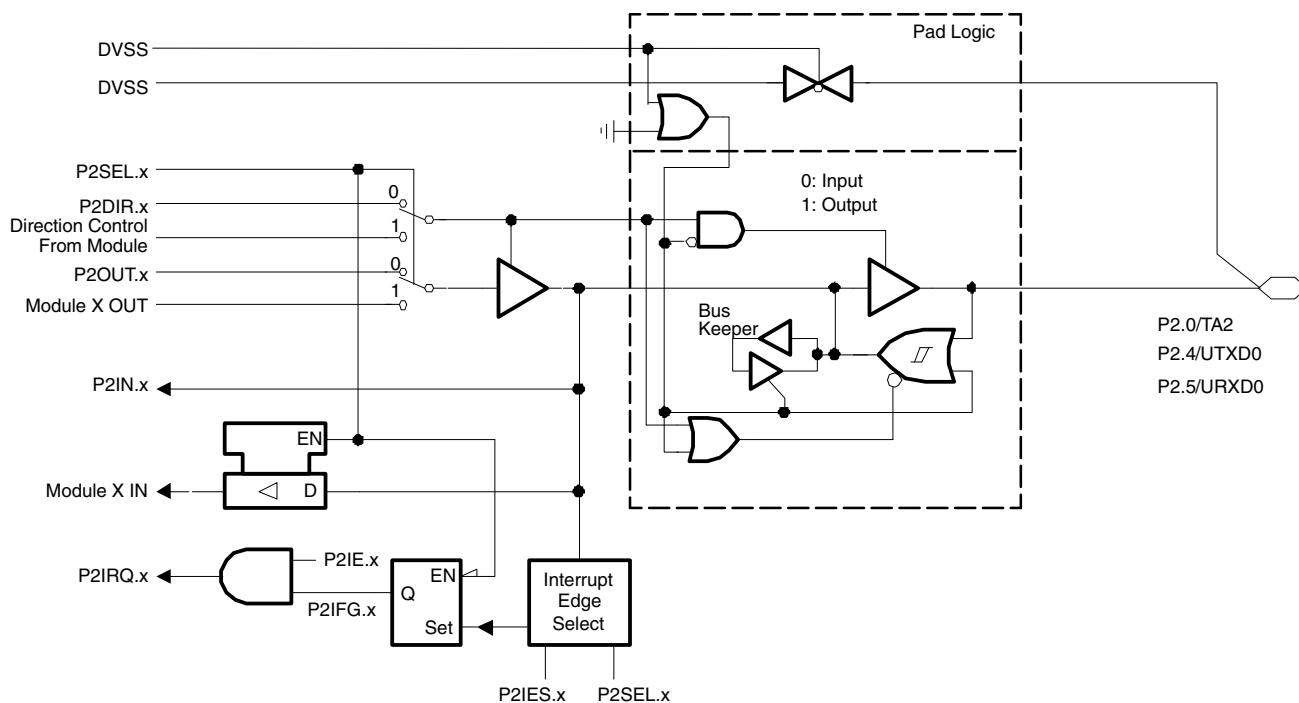 Pad Logic
DVSS
DVSS
P2SEL.x
0
P2DIR.x
Direction Control
From Module
1
0
P2OUT.x
1
Module X OUT
0: Input
1: Output
Bus
Keeper
P2.0/TA2
P2.4/UTXD0
P2.5/URXD0
P2IN.x
EN
Module X IN
D
P2IE.x
P2IRQ.x
P2IFG.x
EN
Q
Set
Interrupt
Edge
Select
P2IES.x
P2SEL.x